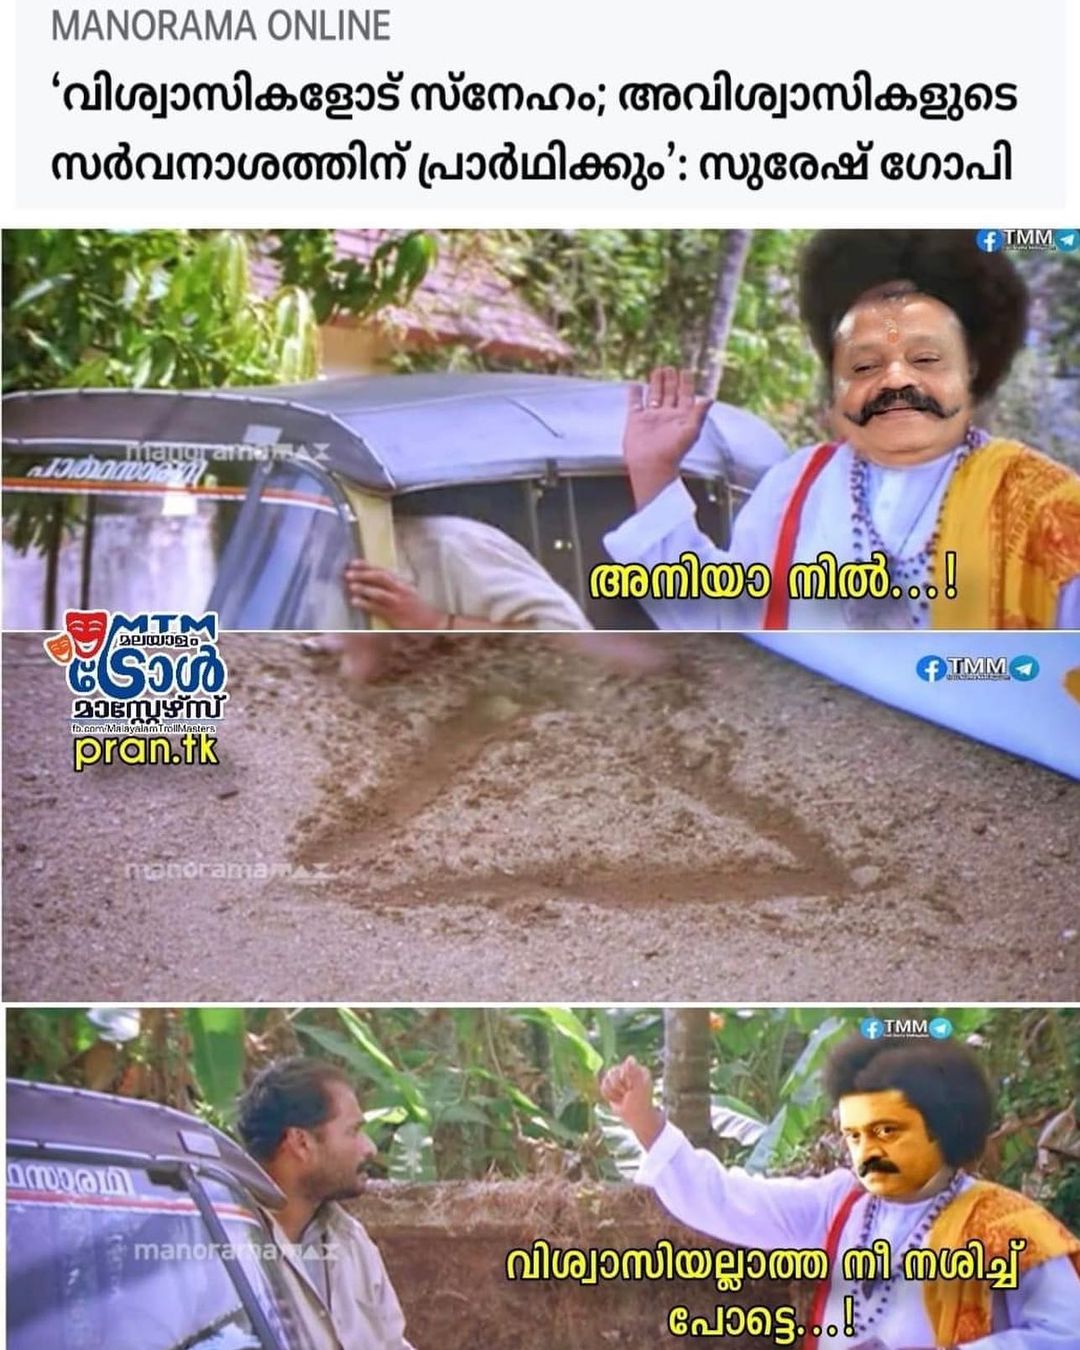 MANORAMA ONLINE
‘വിശ്വാസികളോട് സ്നേഹം; അവിശ്വാസികളുടെ
സർവനാശത്തിന് പ്രാർഥിക്കും’: സുരേഷ് ഗോപി
TMM
manoramaMAX
അനിയാ നിൽ...!
MTM
മലയാളം
ട്രോൾ
മാസ്റ്റേഴ്സ്
fb.com/MalayalamTrollMasters
pran.tk
TMM
manoramaMAX
TMM
manoramaMAX
വിശ്വാസിയല്ലാത്ത നീ നശിച്ച്
പോട്ടെ...!